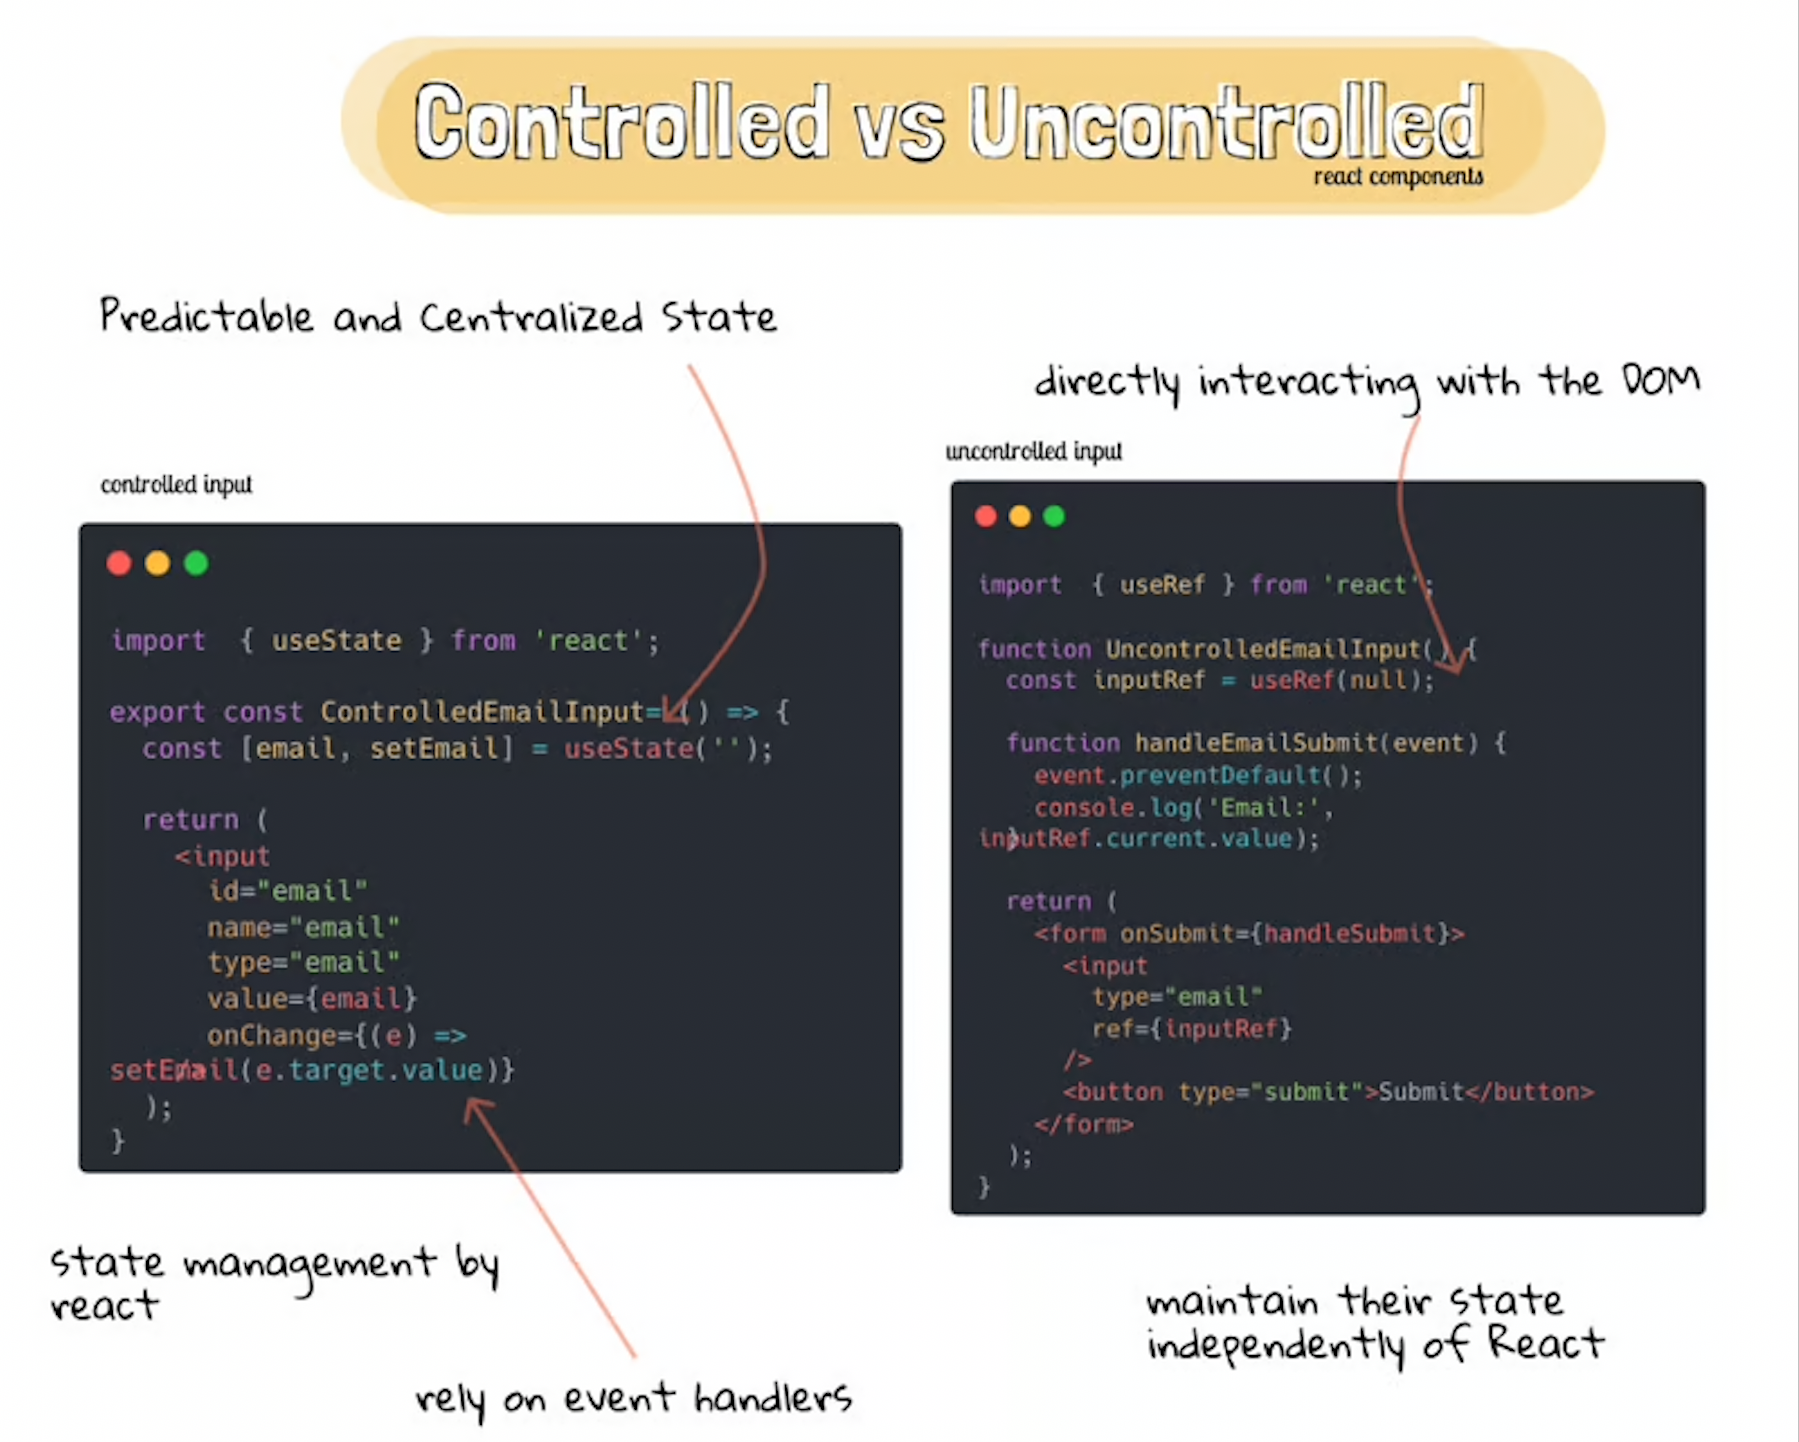 Controlled vs Uncontrolled
react components
Predictable and Centralized State
controlled input
import  { useState } from 'react';
export const ControlledEmailInput=() => {
const [email, setEmail] = useState('');
return (
<input
id="email"
name="email"
type="email"
value={email}
onChange={(e) =>
setEmail(e.target.value)}
/>
);
}
state management by
react
rely on event handlers
directly interacting with the DOM
uncontrolled input
import  { useRef } from 'react';
function UncontrolledEmailInput() {
const inputRef = useRef(null);
function handleEmailSubmit(event) {
event.preventDefault();
console.log('Email:',
inputRef.current.value);
}
return (
<form onSubmit={handleSubmit}>
<input
type="email"
ref={inputRef}
/>
<button type="submit">Submit</button>
</form>
);
}
maintain their state
independently of React